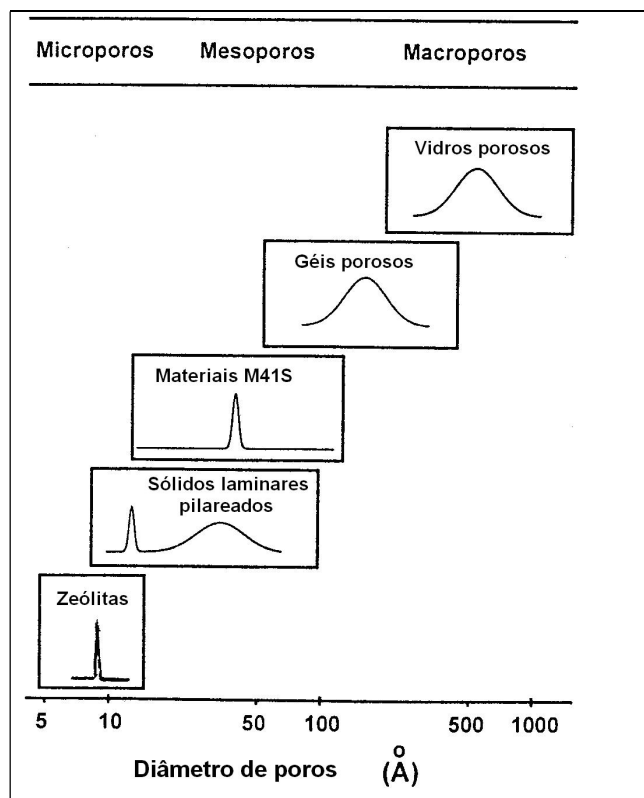 Microporos Mesoporos Macroporos
Vidros porosos
Géis porosos
Materiais M41S
Sólidos laminares
pilareados
Zeólitas
5 10 50 100 500 1000
Diâmetro de poros (Å)